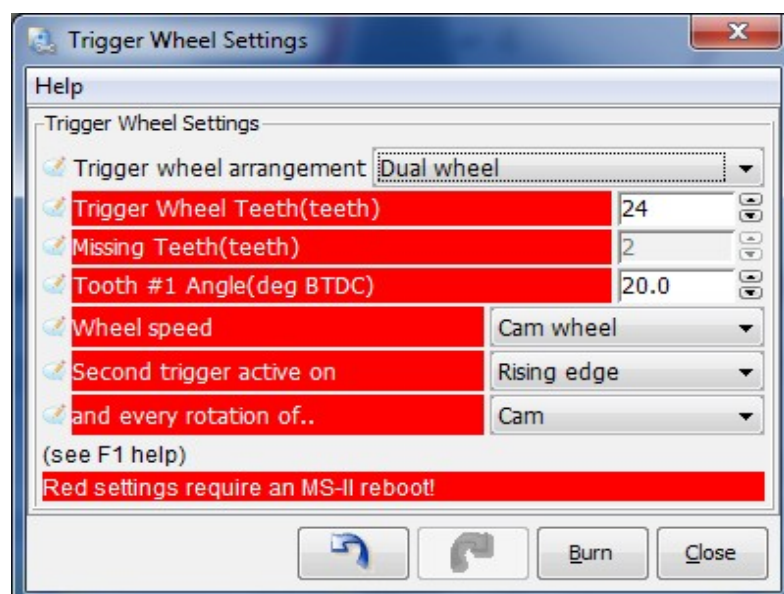 Trigger Wheel Settings
Help
Trigger Wheel Settings
Trigger wheel arrangement Dual wheel
Trigger Wheel Teeth(teeth) 24
Missing Teeth(teeth) 2
Tooth #1 Angle(deg BTDC) 20.0
Wheel speed Cam wheel
Second trigger active on Rising edge
and every rotation of.. Cam
(see F1 help)
Red settings require an MS-II reboot!
Burn Close